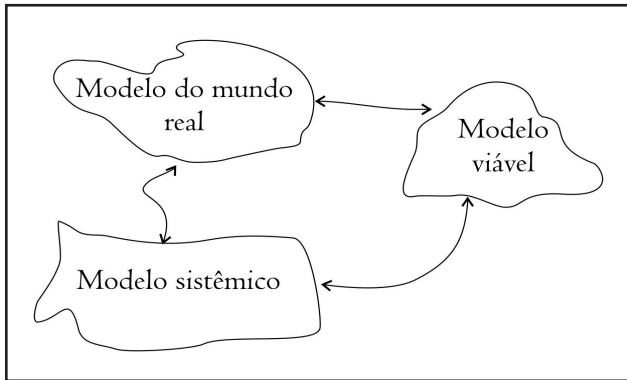 Modelo do mundo
real
Modelo
viável
Modelo sistêmico